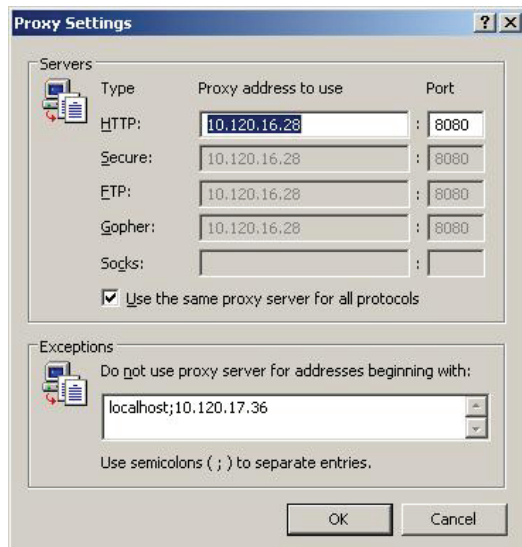 Proxy Settings
Servers
Type Proxy address to use Port
HTTP: 10.120.16.28 : 8080
Secure: 10.120.16.28 : 8080
FTP: 10.120.16.28 : 8080
Gopher: 10.120.16.28 : 8080
Socks: :
Use the same proxy server for all protocols
Exceptions
Do not use proxy server for addresses beginning with:
localhost;10.120.17.36
Use semicolons ( ; ) to separate entries.
OK Cancel